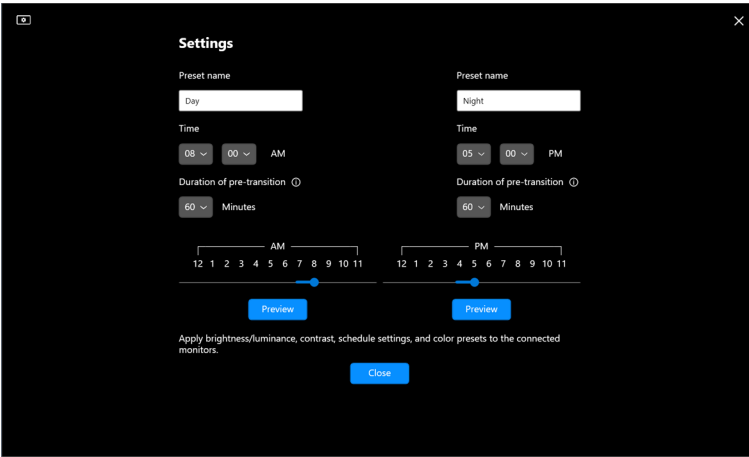 Settings
Preset name Preset name
Day Night
Time Time
08 00 AM 05 00 PM
Duration of pre-transition Duration of pre-transition
60 Minutes 60 Minutes
AM PM
12 1 2 3 4 5 6 7 8 9 10 11 12 1 2 3 4 5 6 7 8 9 10 11
Preview Preview
Apply brightness/luminance, contrast, schedule settings, and color presets to the connected
monitors.
Close